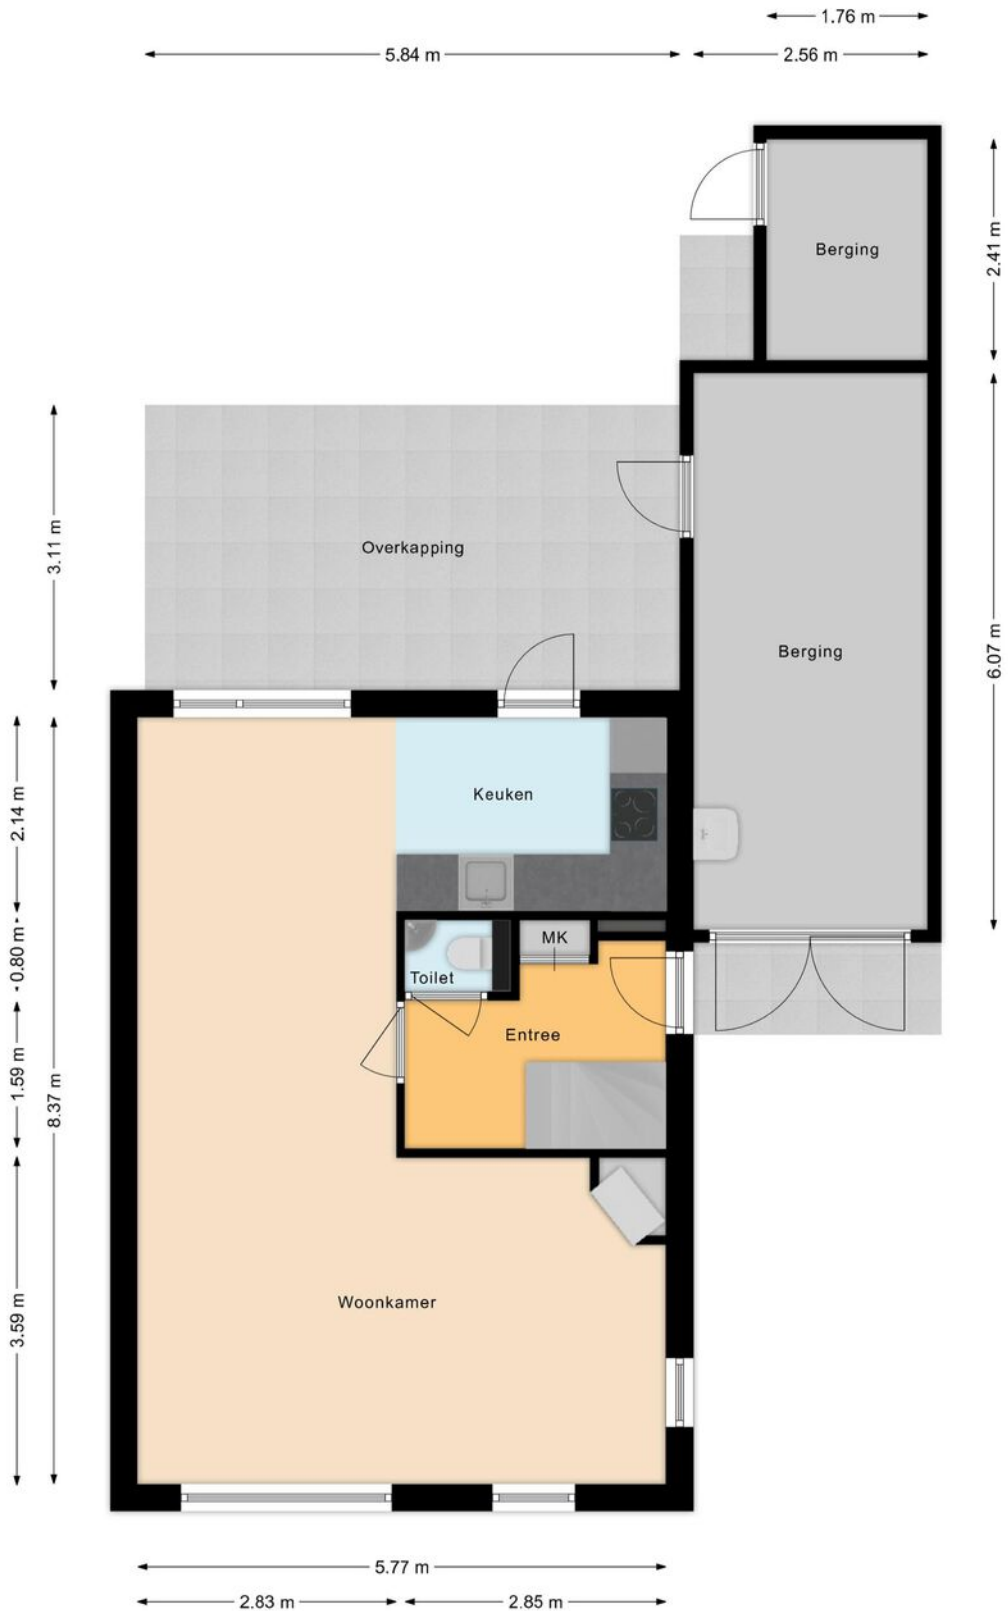 1.76 m
5.84 m
2.56 m
Berging
2.41 m
3.11 m
Overkapping
Berging
6.07 m
2.14 m
Keuken
0.80 m
MK
Toilet
Entree
1.59 m
8.37 m
3.59 m
Woonkamer
5.77 m
2.83 m
2.85 m